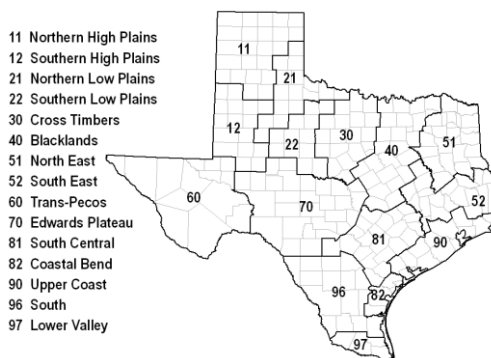 11 Northern High Plains
12 Southern High Plains
21 Northern Low Plains
22 Southern Low Plains
30 Cross Timbers
40 Blacklands
51 North East
52 South East
60 Trans-Pecos
70 Edwards Plateau
81 South Central
82 Coastal Bend
90 Upper Coast
96 South
97 Lower Valley
11
21
12
22
30
40
51
60
70
52
81
90
96
82
97